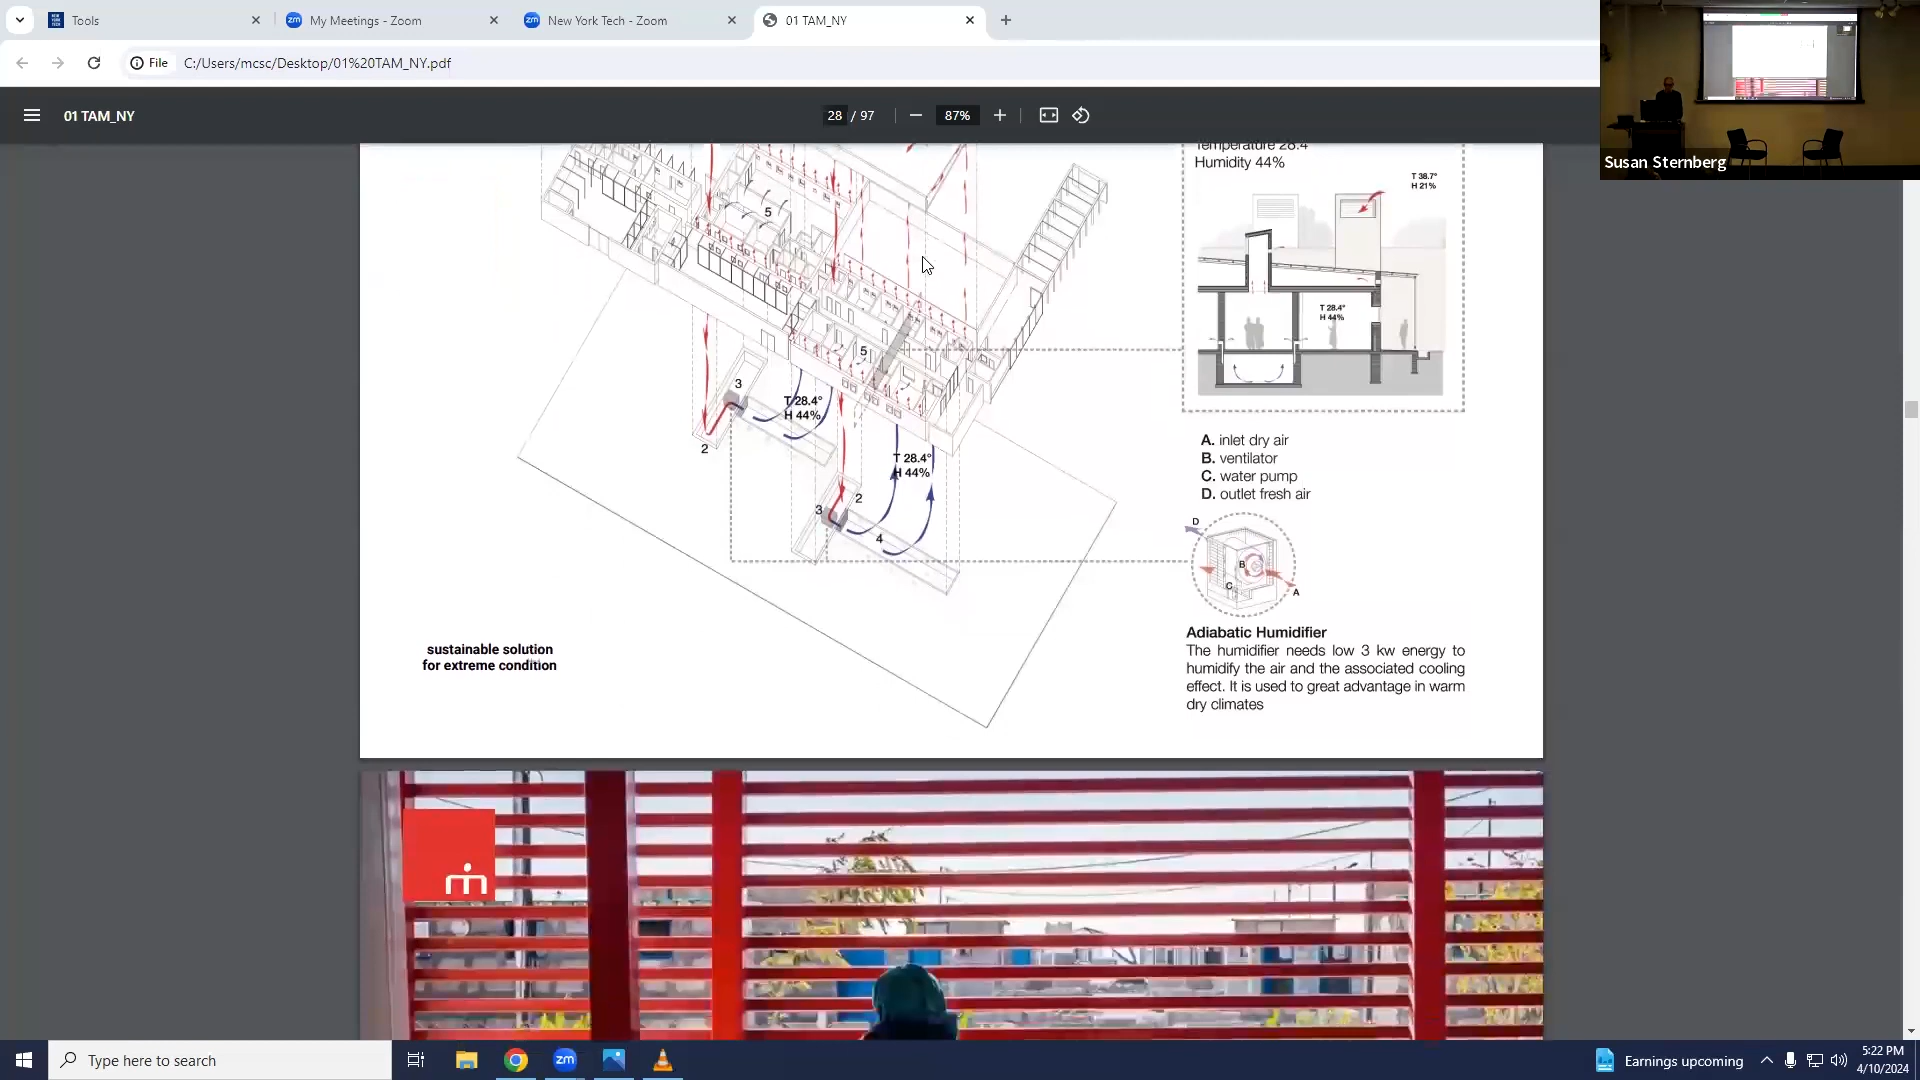 Tools
My Meetings - Zoom
New York Tech - Zoom
01 TAM_NY
File
C:/Users/mcsc/Desktop/01%20TAM_NY.pdf
01 TAM_NY
28 / 97
87%
Susan Sternberg
Temperature 28.4
Humidity 44%
T 38.7°
H 21%
T 28.4°
H 44%
5
5
3
T 28.4°
H 44%
2
T 28.4°
H 44%
2
3
4
A. inlet dry air
B. ventilator
C. water pump
D. outlet fresh air
D
B
C
A
sustainable solution
for extreme condition
Adiabatic Humidifier
The humidifier needs low 3 kw energy to
humidify the air and the associated cooling
effect. It is used to great advantage in warm
dry climates
Type here to search
zm
Earnings upcoming
5:22 PM
4/10/2024